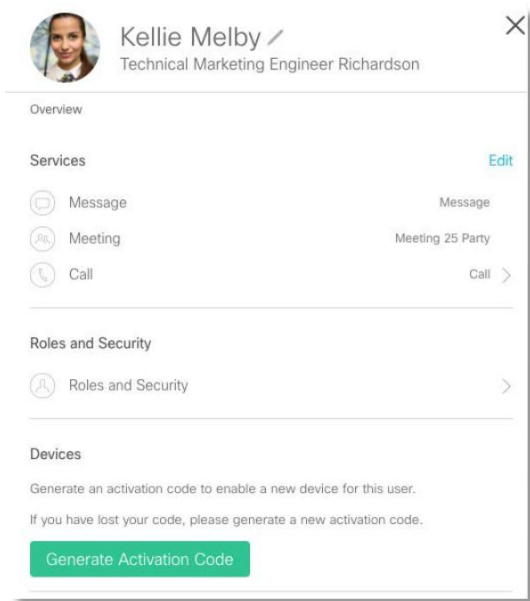 Kellie Melby
Technical Marketing Engineer Richardson
Overview
Services Edit
Message Message
Meeting Meeting 25 Party
Call Call
Roles and Security
Roles and Security
Devices
Generate an activation code to enable a new device for this user.
If you have lost your code, please generate a new activation code.
Generate Activation Code